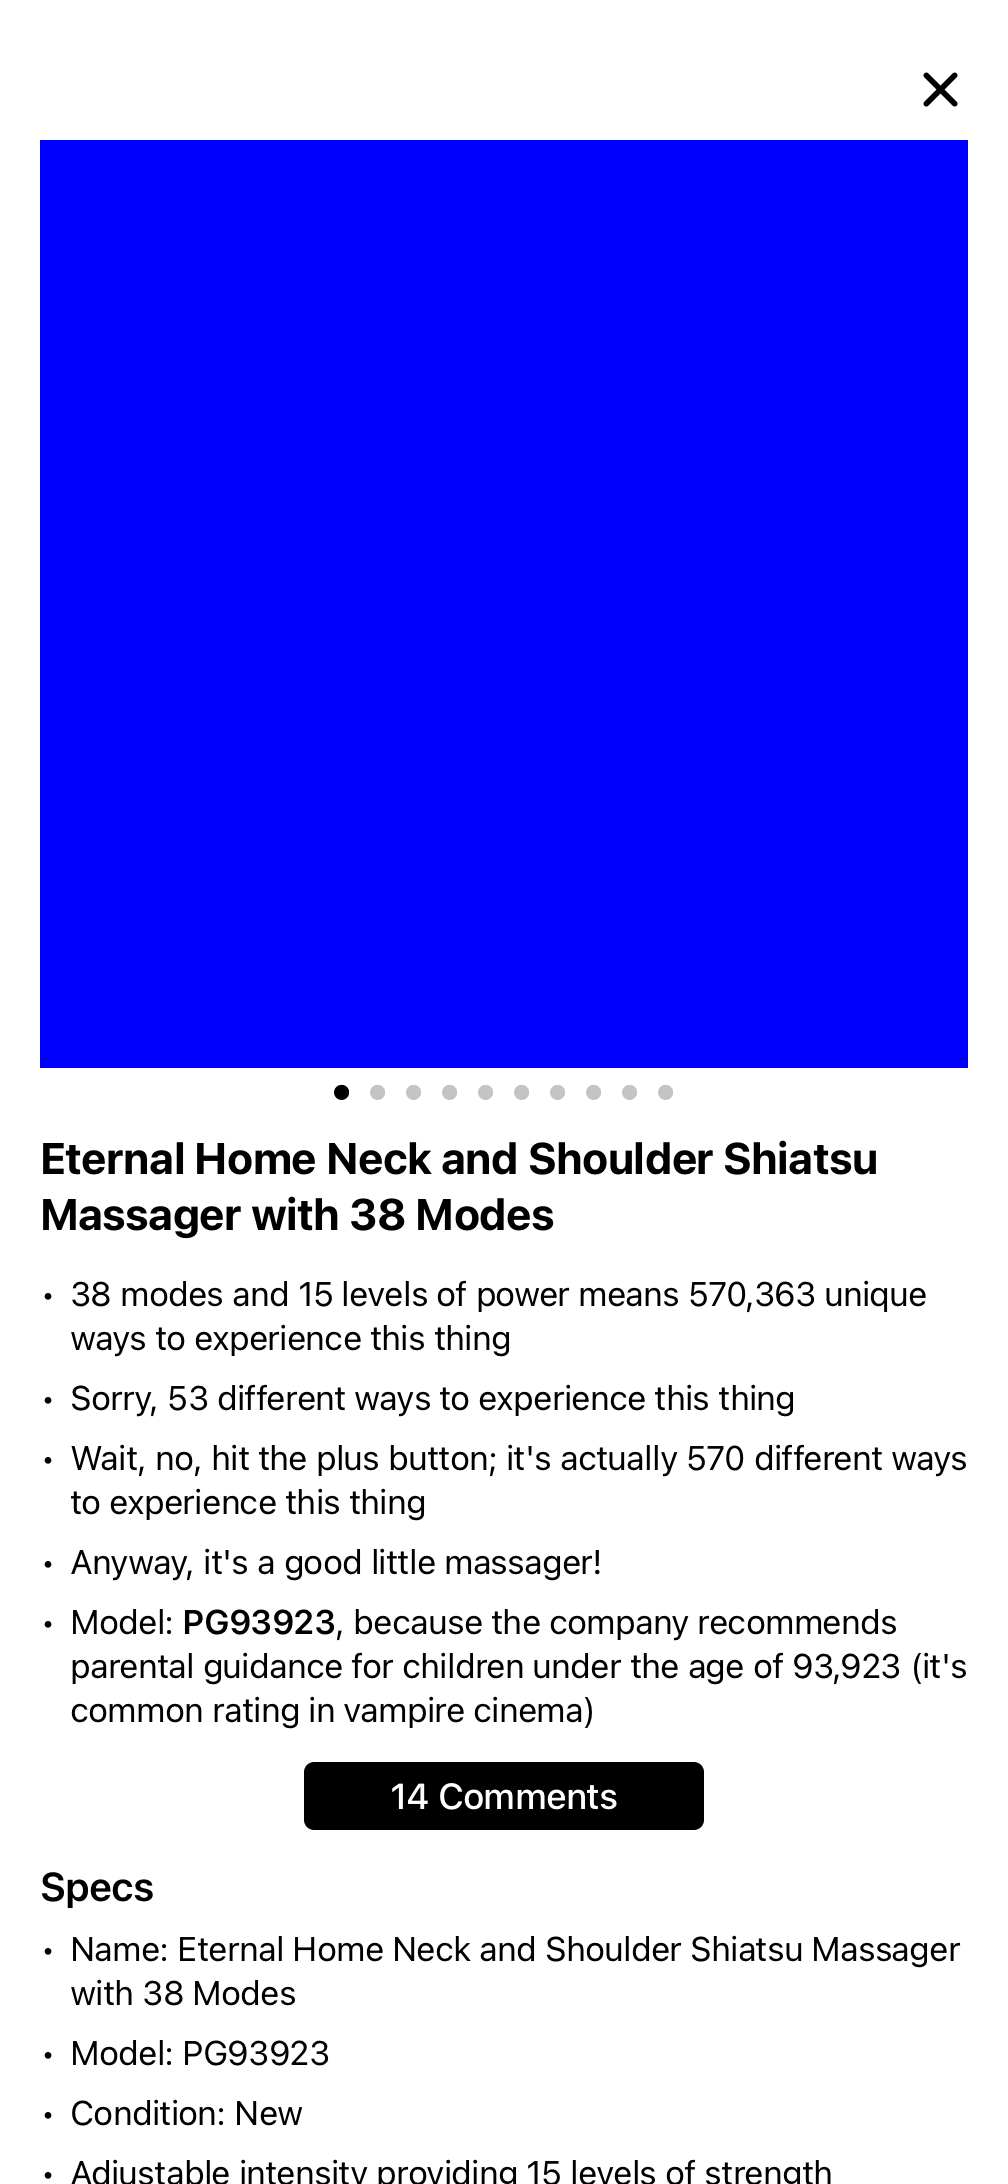 Eternal Home Neck and Shoulder Shiatsu
Massager with 38 Modes
• 38 modes and 15 levels of power means 570,363 unique
ways to experience this thing
• Sorry, 53 different ways to experience this thing
• Wait, no, hit the plus button; it's actually 570 different ways
to experience this thing
• Anyway, it's a good little massager!
• Model: PG93923, because the company recommends
parental guidance for children under the age of 93,923 (it's
common rating in vampire cinema)
14 Comments
Specs
• Name: Eternal Home Neck and Shoulder Shiatsu Massager
with 38 Modes
• Model: PG93923
• Condition: New
• Adjustable intensity providing 15 levels of strength